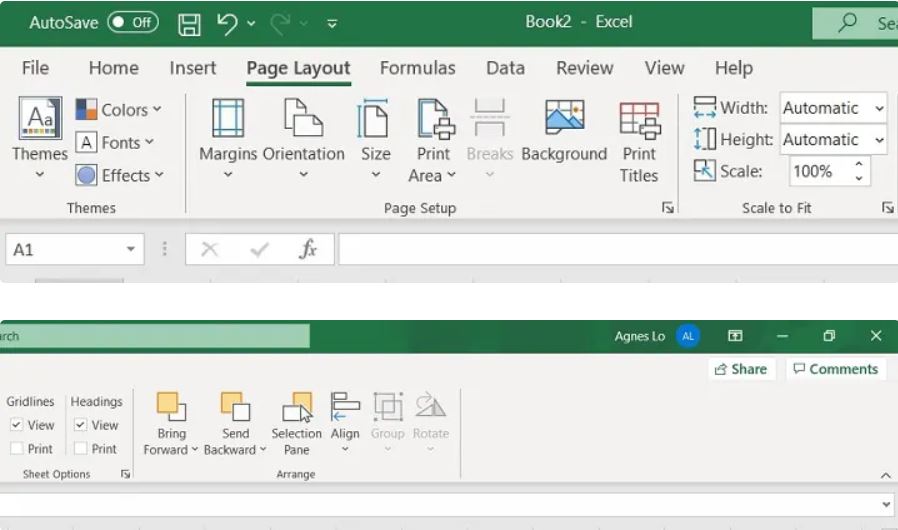 AutoSave Off Book2 - Excel Sea
File Home Insert Page Layout Formulas Data Review View Help
Aa Themes
Colors
A Fonts
Effects
Themes
Margins Orientation Size Print Area Breaks Background Print Titles
Page Setup
Width: Automatic
Height: Automatic
Scale: 100%
Scale to Fit
A1 fx
arch Agnes Lo AL
Share Comments
Gridlines Headings
View View
Print Print
Sheet Options
Bring Forward Send Backward Selection Pane Align Group Rotate
Arrange